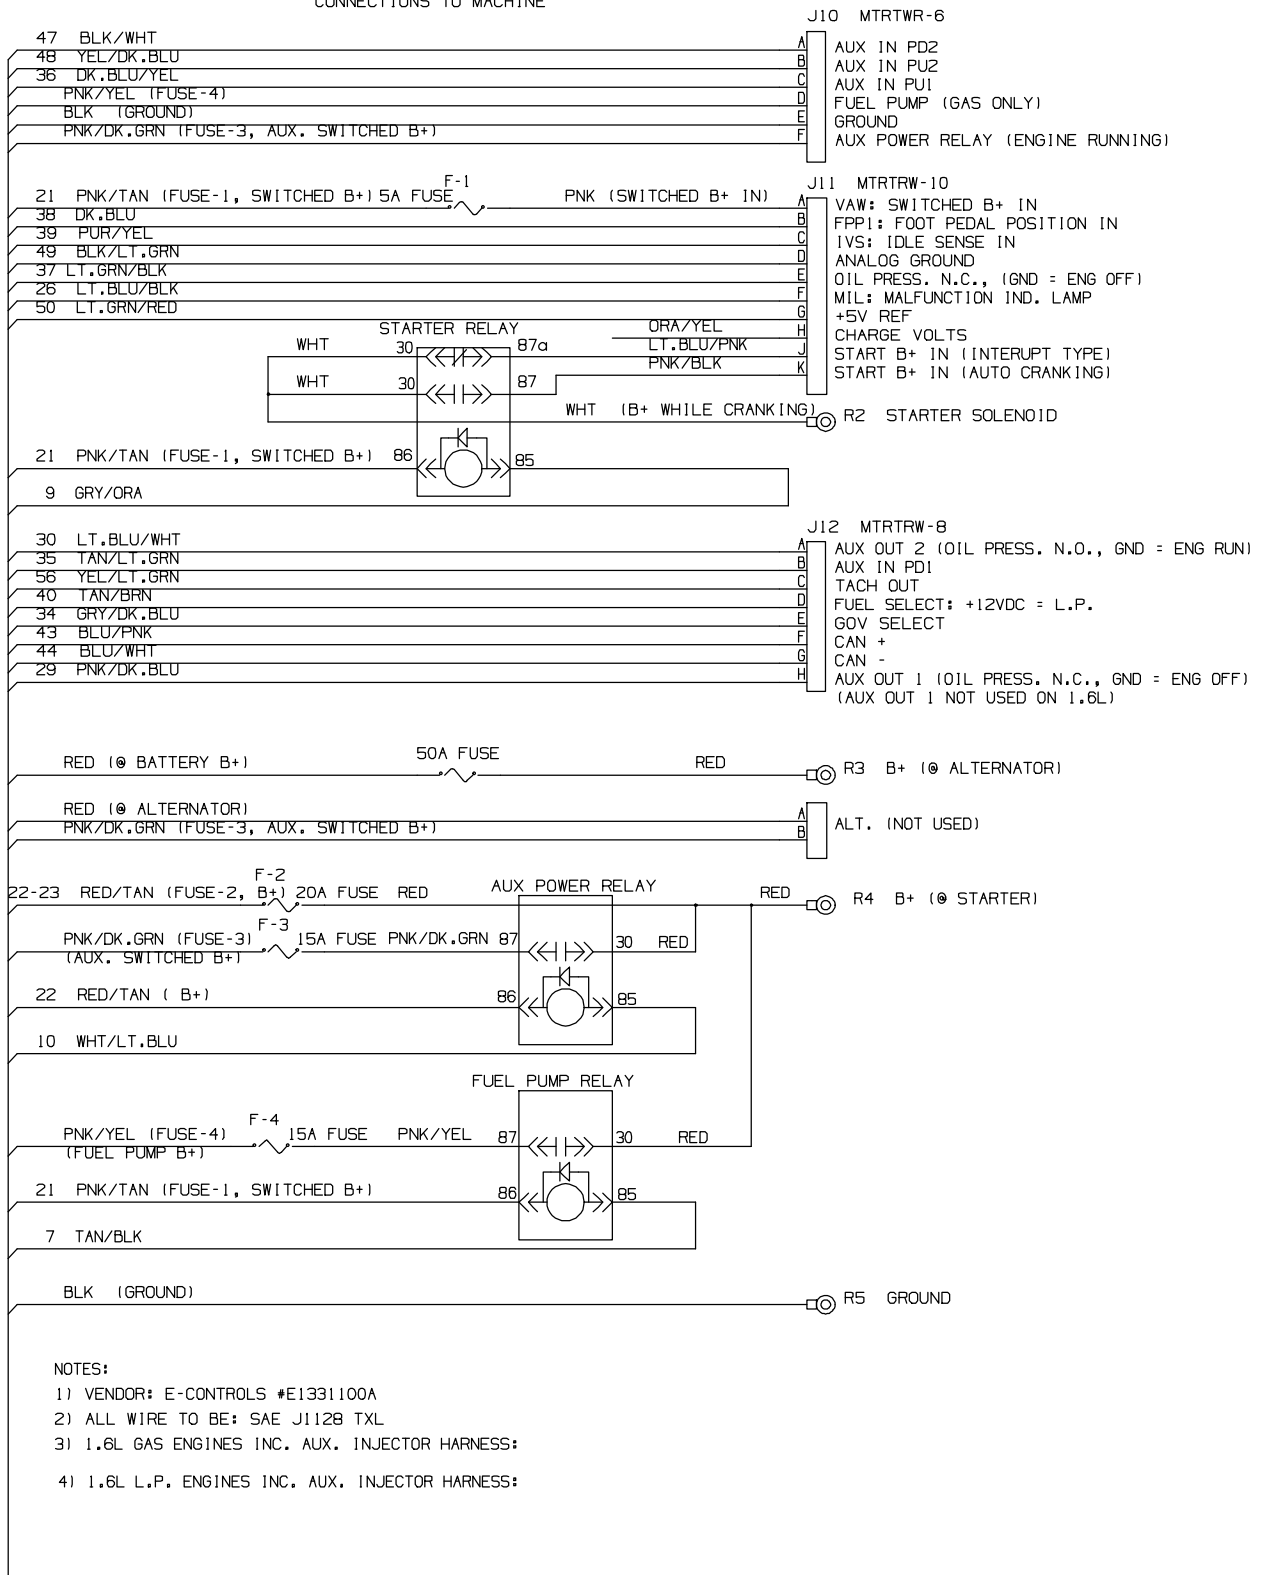 CONNECTIONS TO MACHINE
J10 MTRTWR-6
47 BLK/WHT A AUX IN PD2
48 YEL/DK.BLU B AUX IN PU2
36 DK.BLU/YEL C AUX IN PU1
PNK/YEL (FUSE-4) D FUEL PUMP (GAS ONLY)
BLK (GROUND) E GROUND
PNK/DK.GRN (FUSE-3, AUX. SWITCHED B+) F AUX POWER RELAY (ENGINE RUNNING)
F-1
J11 MTRTRW-10
21 PNK/TAN (FUSE-1, SWITCHED B+) 5A FUSE PNK (SWITCHED B+ IN) A VAW: SWITCHED B+ IN
38 DK.BLU B FPP1: FOOT PEDAL POSITION IN
39 PUR/YEL C IVS: IDLE SENSE IN
49 BLK/LT.GRN D ANALOG GROUND
37 LT.GRN/BLK E OIL PRESS. N.C., (GND = ENG OFF)
26 LT.BLU/BLK F MIL: MALFUNCTION IND. LAMP
50 LT.GRN/RED G +5V REF
STARTER RELAY ORA/YEL H CHARGE VOLTS
WHT 30 87a LT.BLU/PNK J START B+ IN (INTERUPT TYPE)
PNK/BLK K START B+ IN (AUTO CRANKING)
WHT 30 87
WHT (B+ WHILE CRANKING) R2 STARTER SOLENOID
21 PNK/TAN (FUSE-1, SWITCHED B+) 86 85
9 GRY/ORA
J12 MTRTRW-8
30 LT.BLU/WHT A AUX OUT 2 (OIL PRESS. N.O., GND = ENG RUN)
35 TAN/LT.GRN B AUX IN PD1
56 YEL/LT.GRN C TACH OUT
40 TAN/BRN D FUEL SELECT: +12VDC = L.P.
34 GRY/DK.BLU E GOV SELECT
43 BLU/PNK F CAN +
44 BLU/WHT G CAN -
29 PNK/DK.BLU H AUX OUT 1 (OIL PRESS. N.C., GND = ENG OFF)
(AUX OUT 1 NOT USED ON 1.6L)
RED (@ BATTERY B+) 50A FUSE RED R3 B+ (@ ALTERNATOR)
RED (@ ALTERNATOR) A
PNK/DK.GRN (FUSE-3, AUX. SWITCHED B+) B ALT. (NOT USED)
F-2
22-23 RED/TAN (FUSE-2, B+) 20A FUSE RED AUX POWER RELAY RED R4 B+ (@ STARTER)
F-3
PNK/DK.GRN (FUSE-3) 15A FUSE PNK/DK.GRN 87 30 RED
(AUX. SWITCHED B+)
22 RED/TAN ( B+) 86 85
10 WHT/LT.BLU
FUEL PUMP RELAY
F-4
PNK/YEL (FUSE-4) 15A FUSE PNK/YEL 87 30 RED
(FUEL PUMP B+)
21 PNK/TAN (FUSE-1, SWITCHED B+) 86 85
7 TAN/BLK
BLK (GROUND) R5 GROUND
NOTES:
1) VENDOR: E-CONTROLS #E1331100A
2) ALL WIRE TO BE: SAE J1128 TXL
3) 1.6L GAS ENGINES INC. AUX. INJECTOR HARNESS:
4) 1.6L L.P. ENGINES INC. AUX. INJECTOR HARNESS: